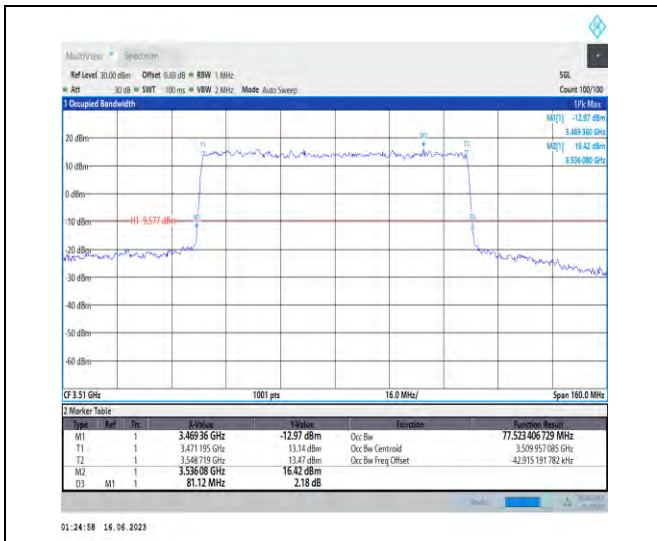 MultiView Spectrum
Ref Level 30.00 dBm Offset 9.69 dB RBW 1 MHz SGL
Att 30 dB SWT 100 ms VBW 2 MHz Mode Auto Sweep Count 100/100
1 Occupied Bandwidth 1Pk Max
M1[1] -12.97 dBm
3.469 360 GHz
M2[1] 16.42 dBm
3.536 080 GHz
20 dBm
T1
T2
10 dBm
0 dBm
-10 dBm
H1 9.577 dBm
-20 dBm
-30 dBm
-40 dBm
-50 dBm
-60 dBm
CF 3.51 GHz 1001 pts 16.0 MHz/ Span 160.0 MHz
2 Marker Table
Type Ref Trc X-Value Y-Value Function Function Result
M1 1 3.469 36 GHz -12.97 dBm Occ Bw 77.523 406 729 MHz
T1 1 3.471 195 GHz 13.14 dBm Occ Bw Centroid 3.509 957 085 GHz
T2 1 3.548 719 GHz 13.47 dBm Occ Bw Freq Offset -42.915 191 782 kHz
M2 1 3.536 08 GHz 16.42 dBm
D3 M1 1 81.12 MHz 2.18 dB
01:24:58 16.06.2023